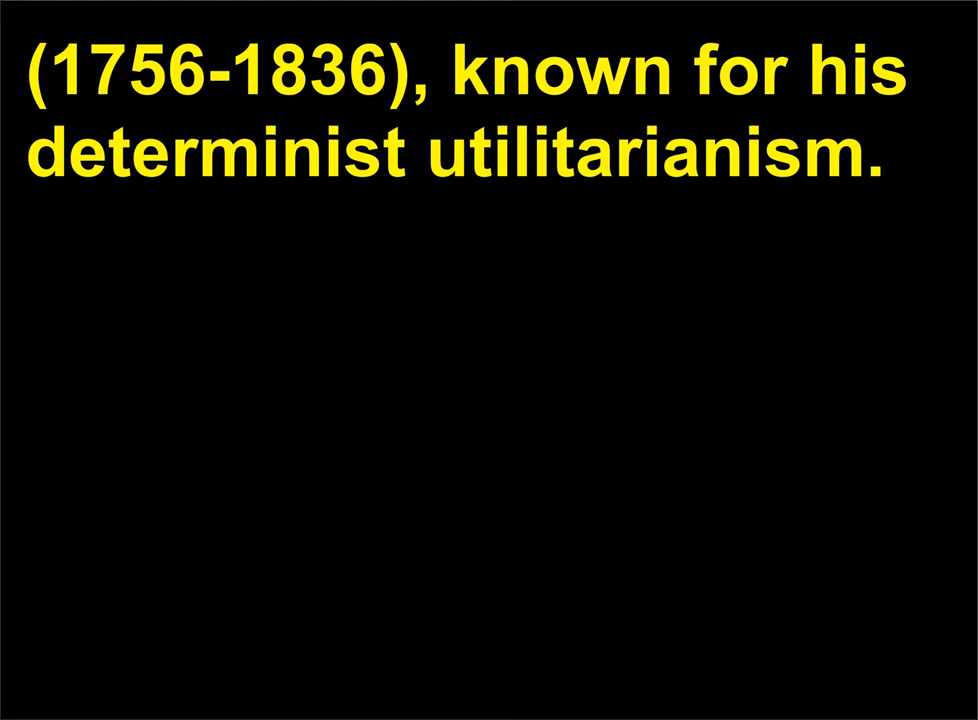 (1756-1836), known for his
determinist utilitarianism.